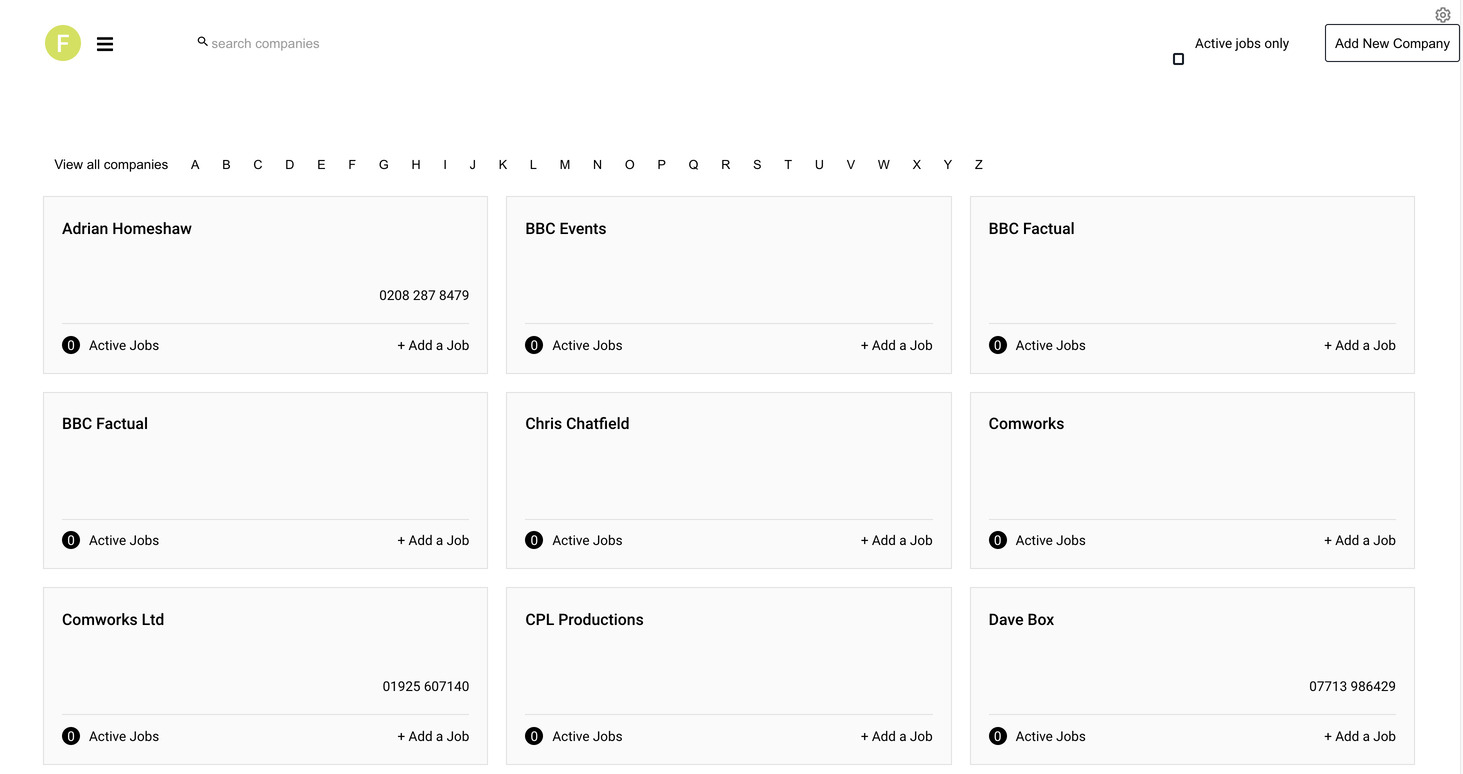 F search companies Active jobs only Add New Company
View all companies A B C D E F G H I J K L M N O P Q R S T U V W X Y Z
Adrian Homeshaw BBC Events BBC Factual
0208 287 8479
0 Active Jobs + Add a Job 0 Active Jobs + Add a Job 0 Active Jobs + Add a Job
BBC Factual Chris Chatfield Comworks
0 Active Jobs + Add a Job 0 Active Jobs + Add a Job 0 Active Jobs + Add a Job
Comworks Ltd CPL Productions Dave Box
01925 607140 07713 986429
0 Active Jobs + Add a Job 0 Active Jobs + Add a Job 0 Active Jobs + Add a Job